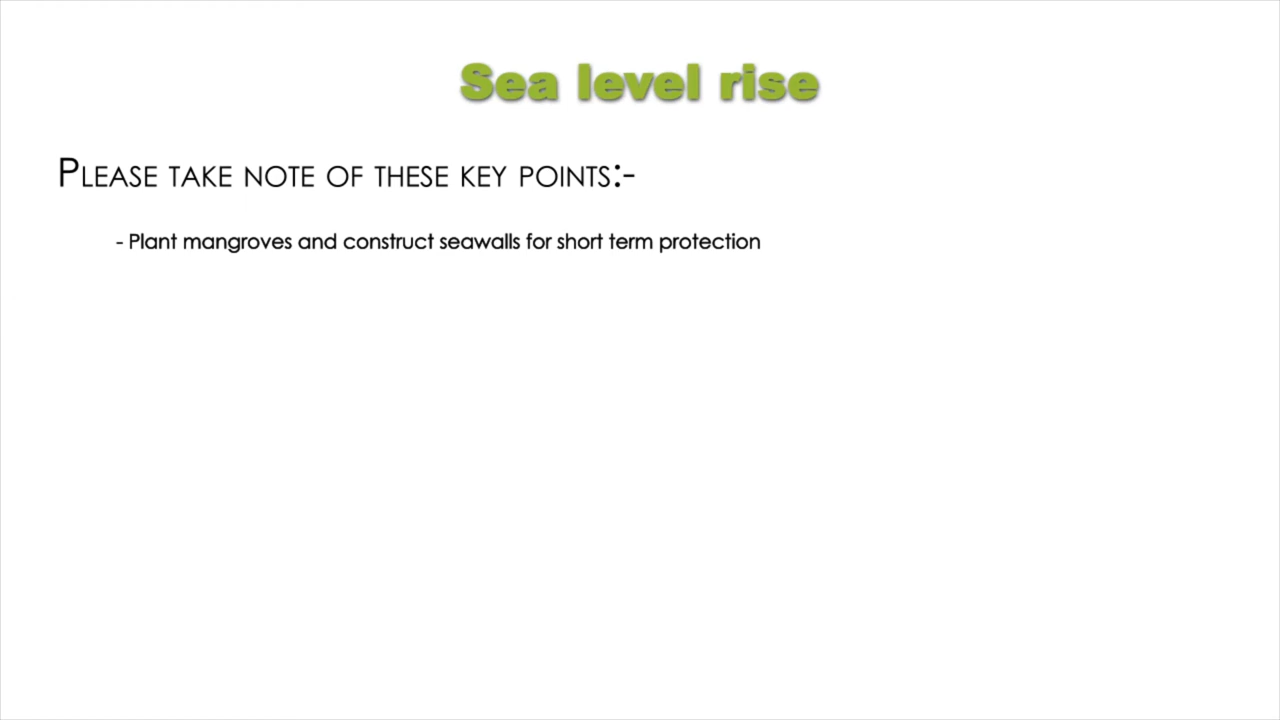 Sea level rise
Please take note of these key points:-
- Plant mangroves and construct seawalls for short term protection